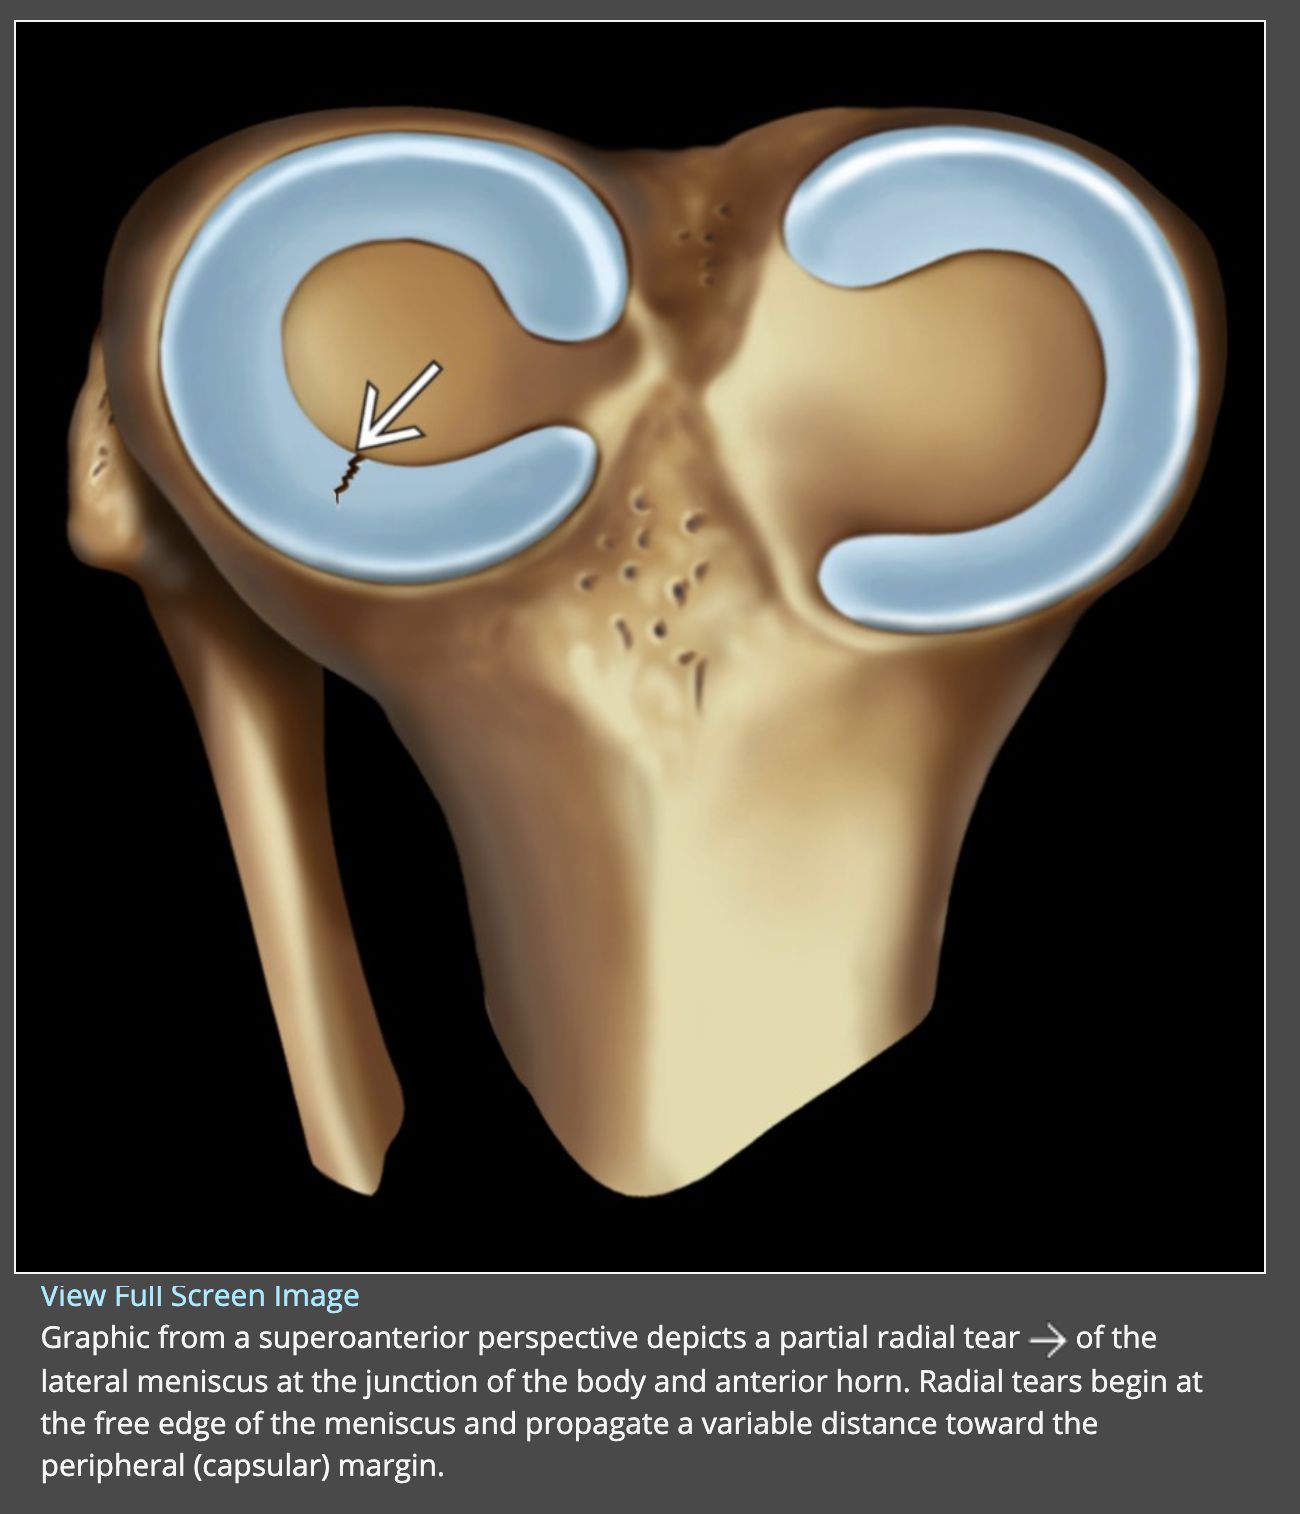 View Full Screen Image
Graphic from a superoanterior perspective depicts a partial radial tear → of the
lateral meniscus at the junction of the body and anterior horn. Radial tears begin at
the free edge of the meniscus and propagate a variable distance toward the
peripheral (capsular) margin.